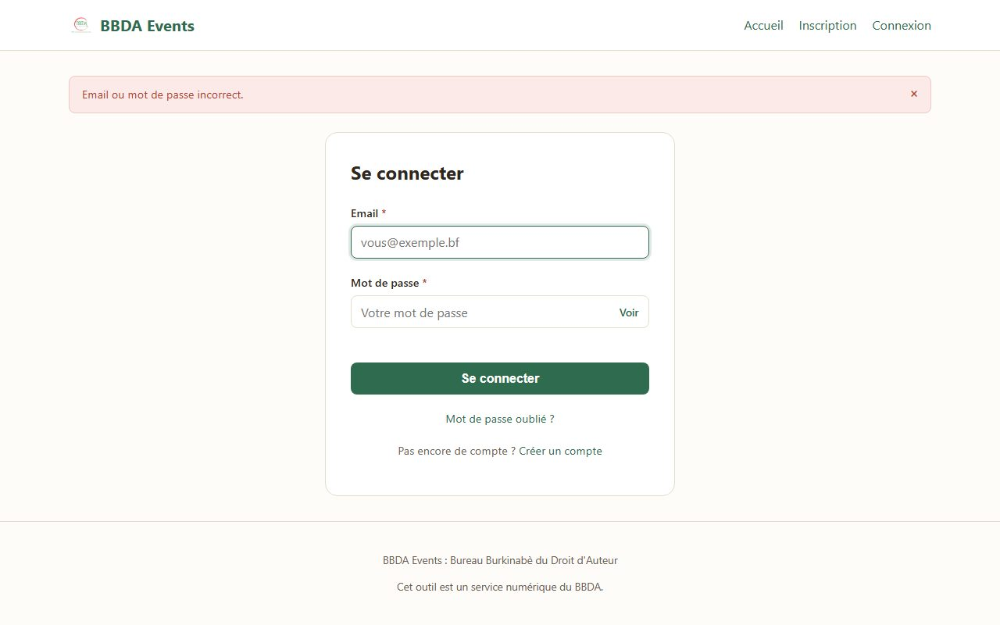 BBDA Events
Accueil Inscription Connexion
Email ou mot de passe incorrect.
×
Se connecter
Email *
vous@exemple.bf
Mot de passe *
Votre mot de passe Voir
Se connecter
Mot de passe oublié ?
Pas encore de compte ? Créer un compte
BBDA Events : Bureau Burkinabè du Droit d'Auteur
Cet outil est un service numérique du BBDA.